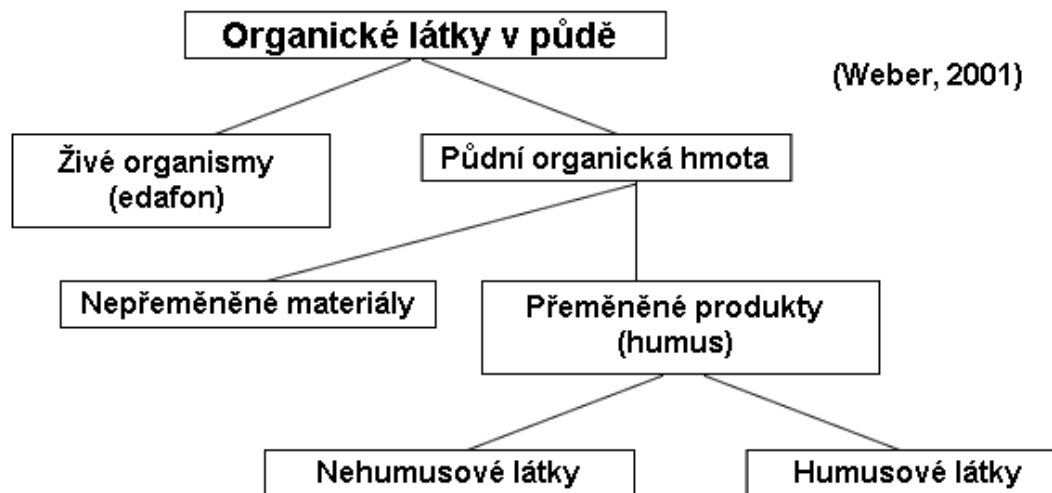 Organické látky v půdě
(Weber, 2001)
Živé organismy
(edafon)
Půdní organická hmota
Nepřeměněné materiály
Přeměněné produkty
(humus)
Nehumusové látky
Humusové látky